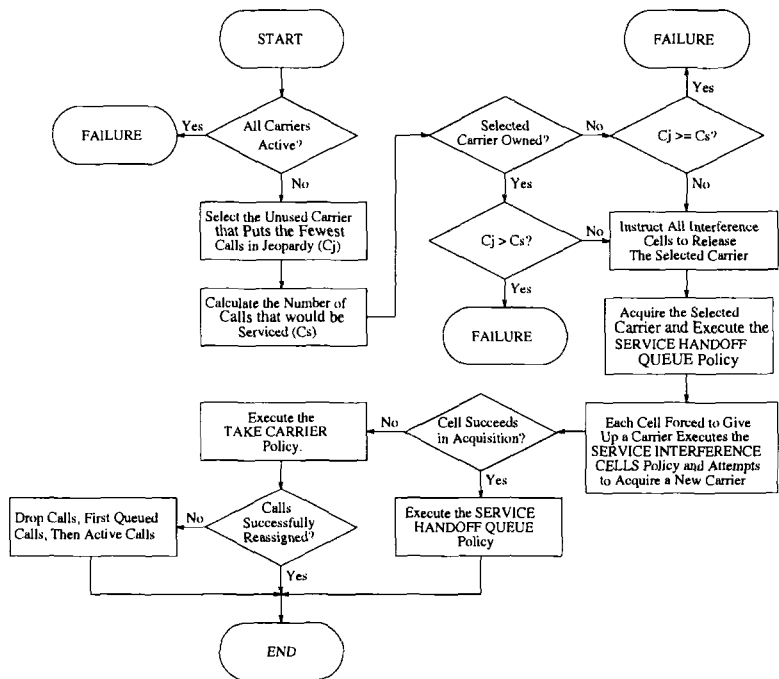 START
FAILURE
Yes
All Carriers
Active?
No
Select the Unused Carrier
that Puts the Fewest
Calls in Jeopardy (Cj)
Calculate the Number of
Calls that would be
Serviced (Cs)
Selected
Carrier Owned?
No
Yes
Cj > Cs?
No
Yes
FAILURE
FAILURE
Yes
Cj >= Cs?
No
Instruct All Interference
Cells to Release
The Selected Carrier
Acquire the Selected
Carrier and Execute the
SERVICE HANDOFF
QUEUE Policy
Each Cell Forced to Give
Up a Carrier Executes the
SERVICE INTERFERENCE
CELLS Policy and Attempts
to Acquire a New Carrier
Cell Succeeds
in Acquisition?
No
Yes
Execute the SERVICE
HANDOFF QUEUE
Policy
Execute the
TAKE CARRIER
Policy.
Calls
Successfully
Reassigned?
No
Yes
Drop Calls, First Queued
Calls, Then Active Calls
END